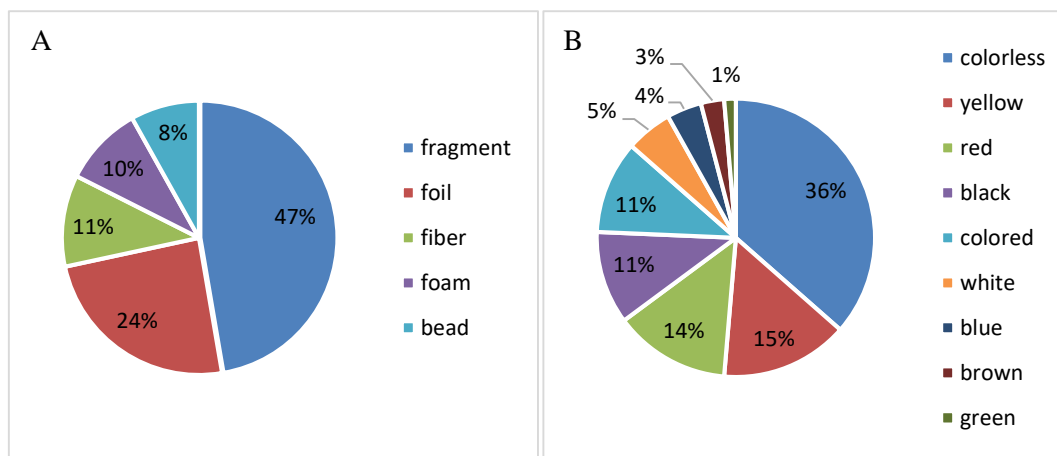 A
47%
24%
11%
10%
8%
fragment
foil
fiber
foam
bead
B
36%
15%
14%
11%
11%
5%
4%
3%
1%
colorless
yellow
red
black
colored
white
blue
brown
green